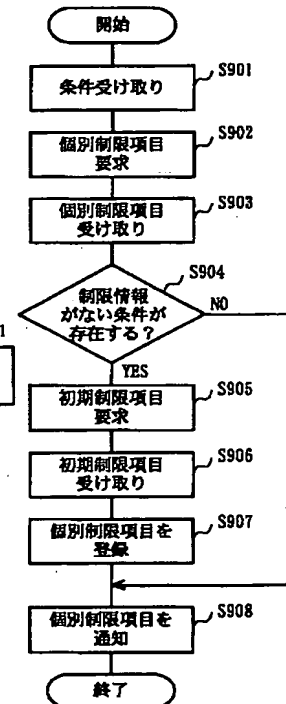 開始
条件受け取り
S901
個別制限項目
要求
S902
個別制限項目
受け取り
S903
制限情報
がない条件が
存在する?
S904
NO
YES
1
初期制限項目
要求
S905
初期制限項目
受け取り
S906
個別制限項目を
登録
S907
個別制限項目を
通知
S908
終了